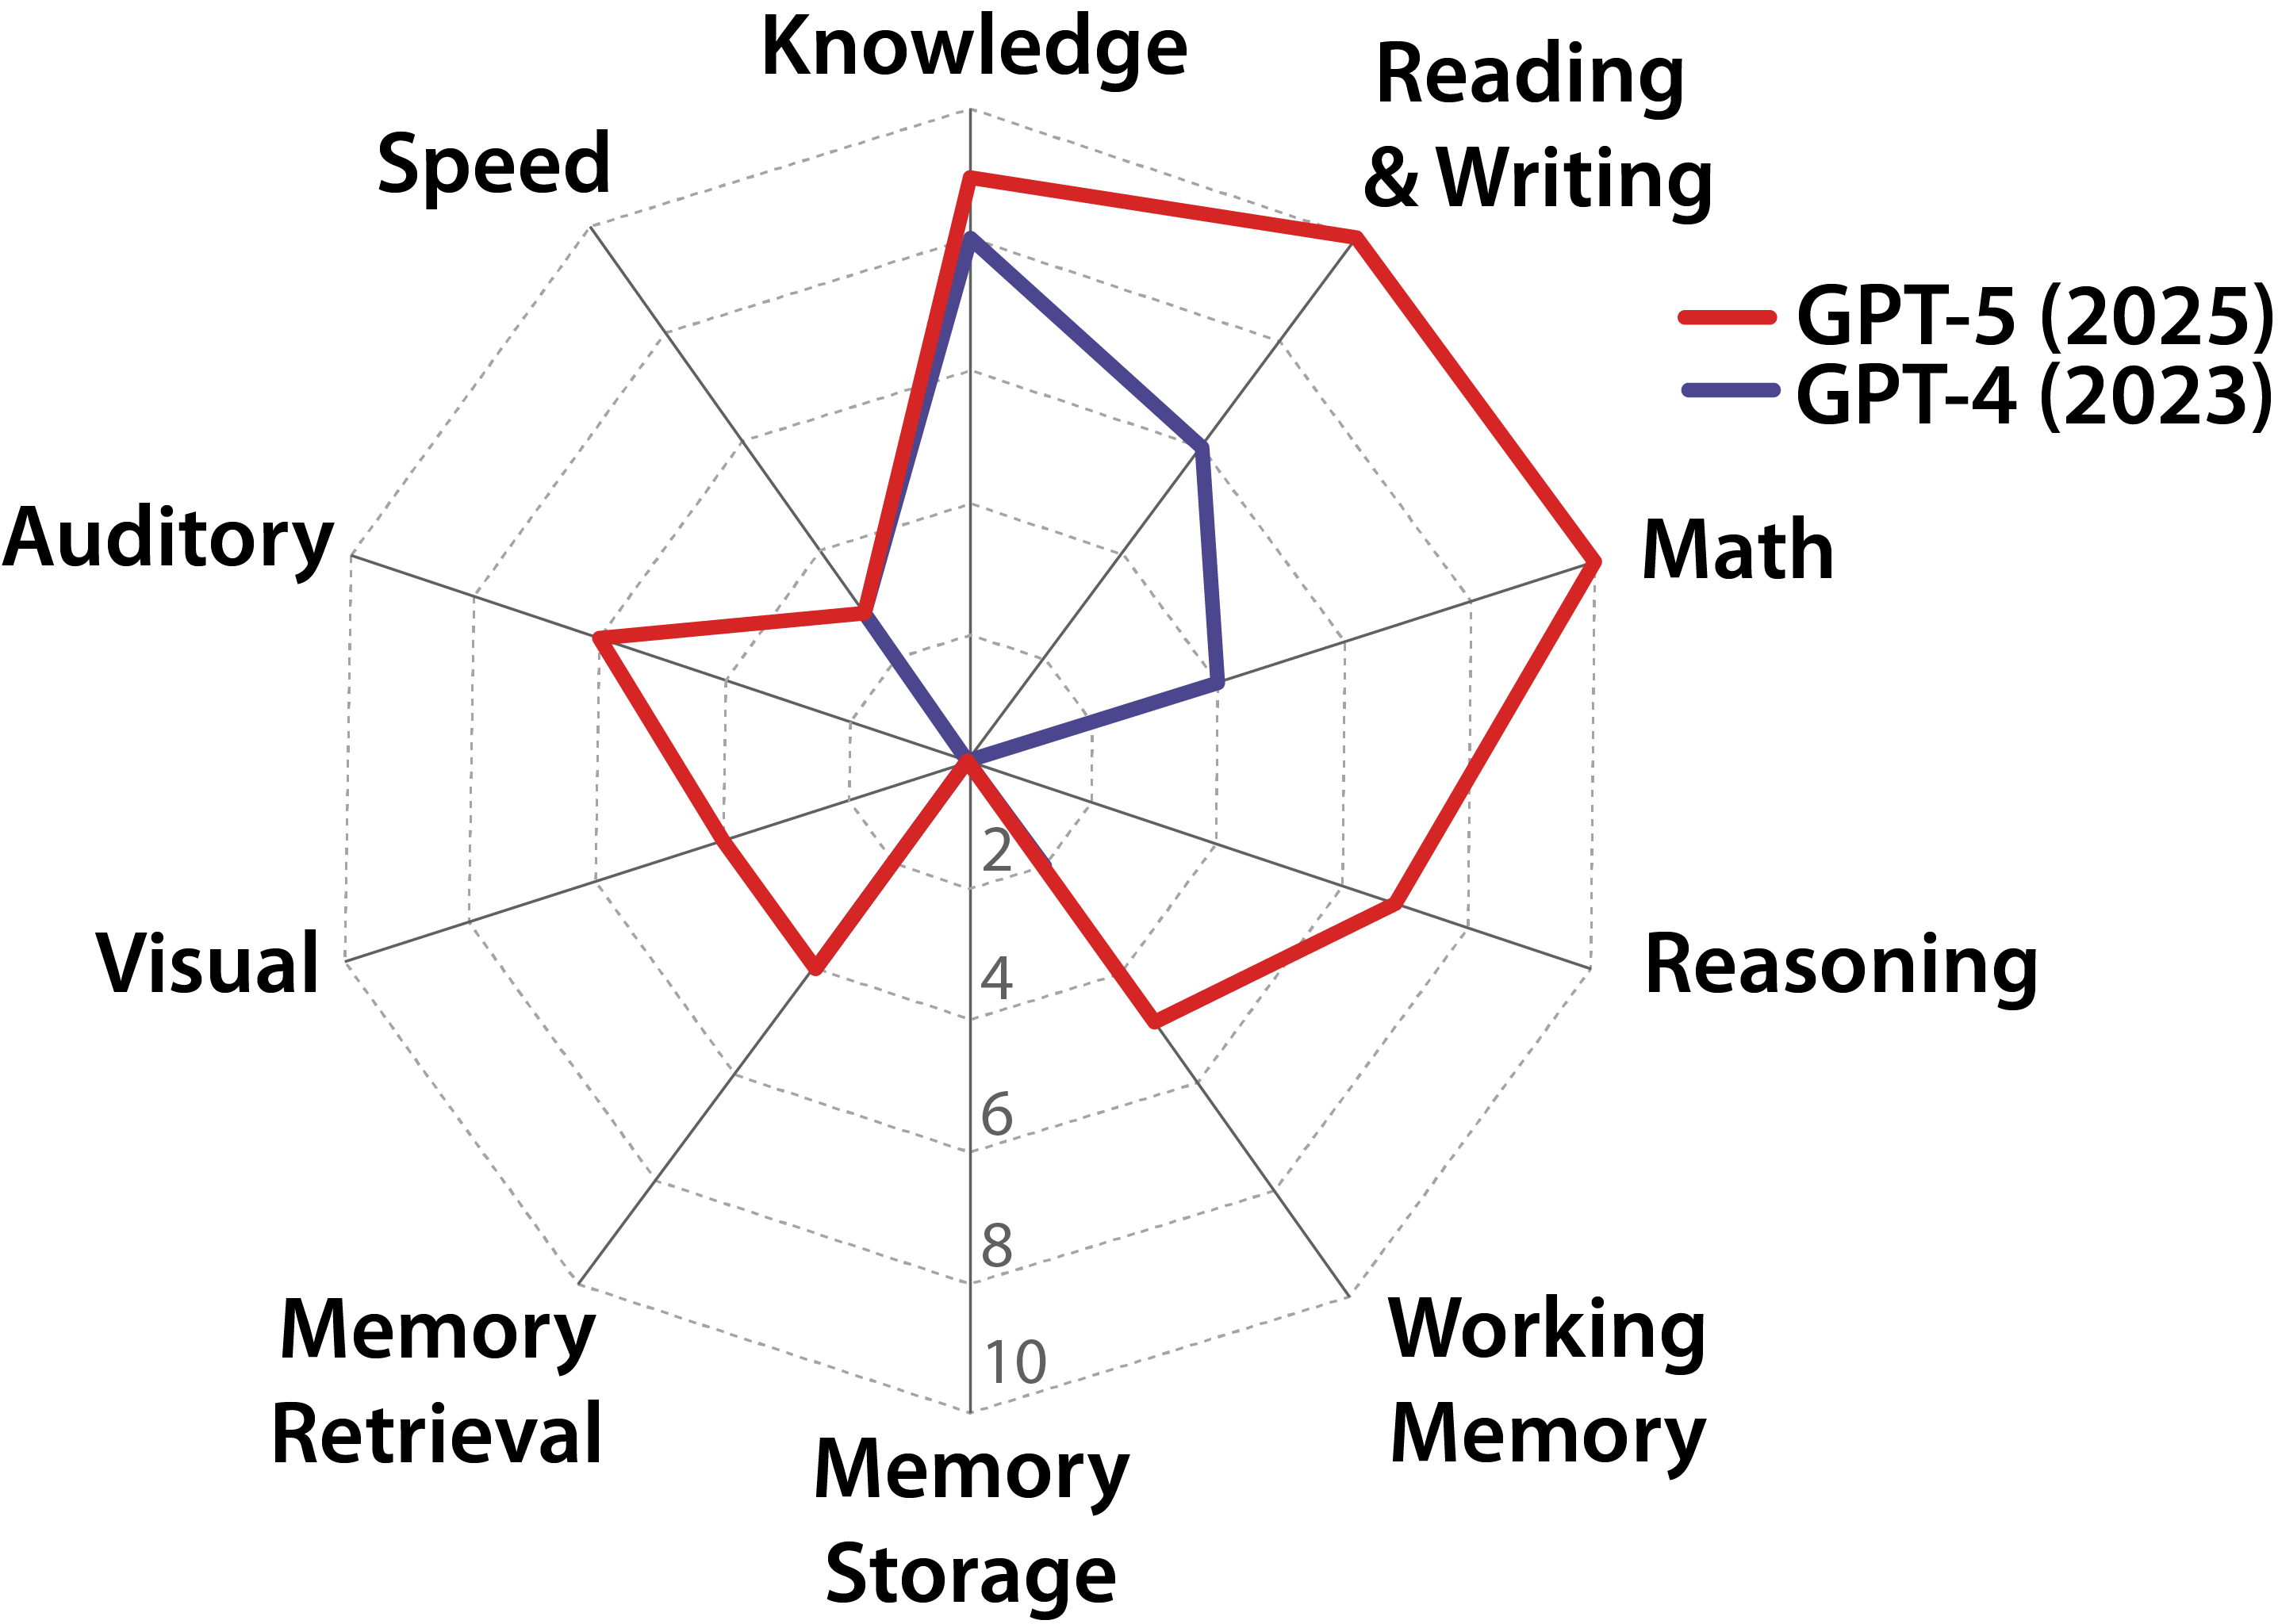 Knowledge
Reading
& Writing
Speed
GPT-5 (2025)
GPT-4 (2023)
Auditory
Math
2
4
Visual
Reasoning
6
8
10
Memory
Retrieval
Working
Memory
Memory
Storage